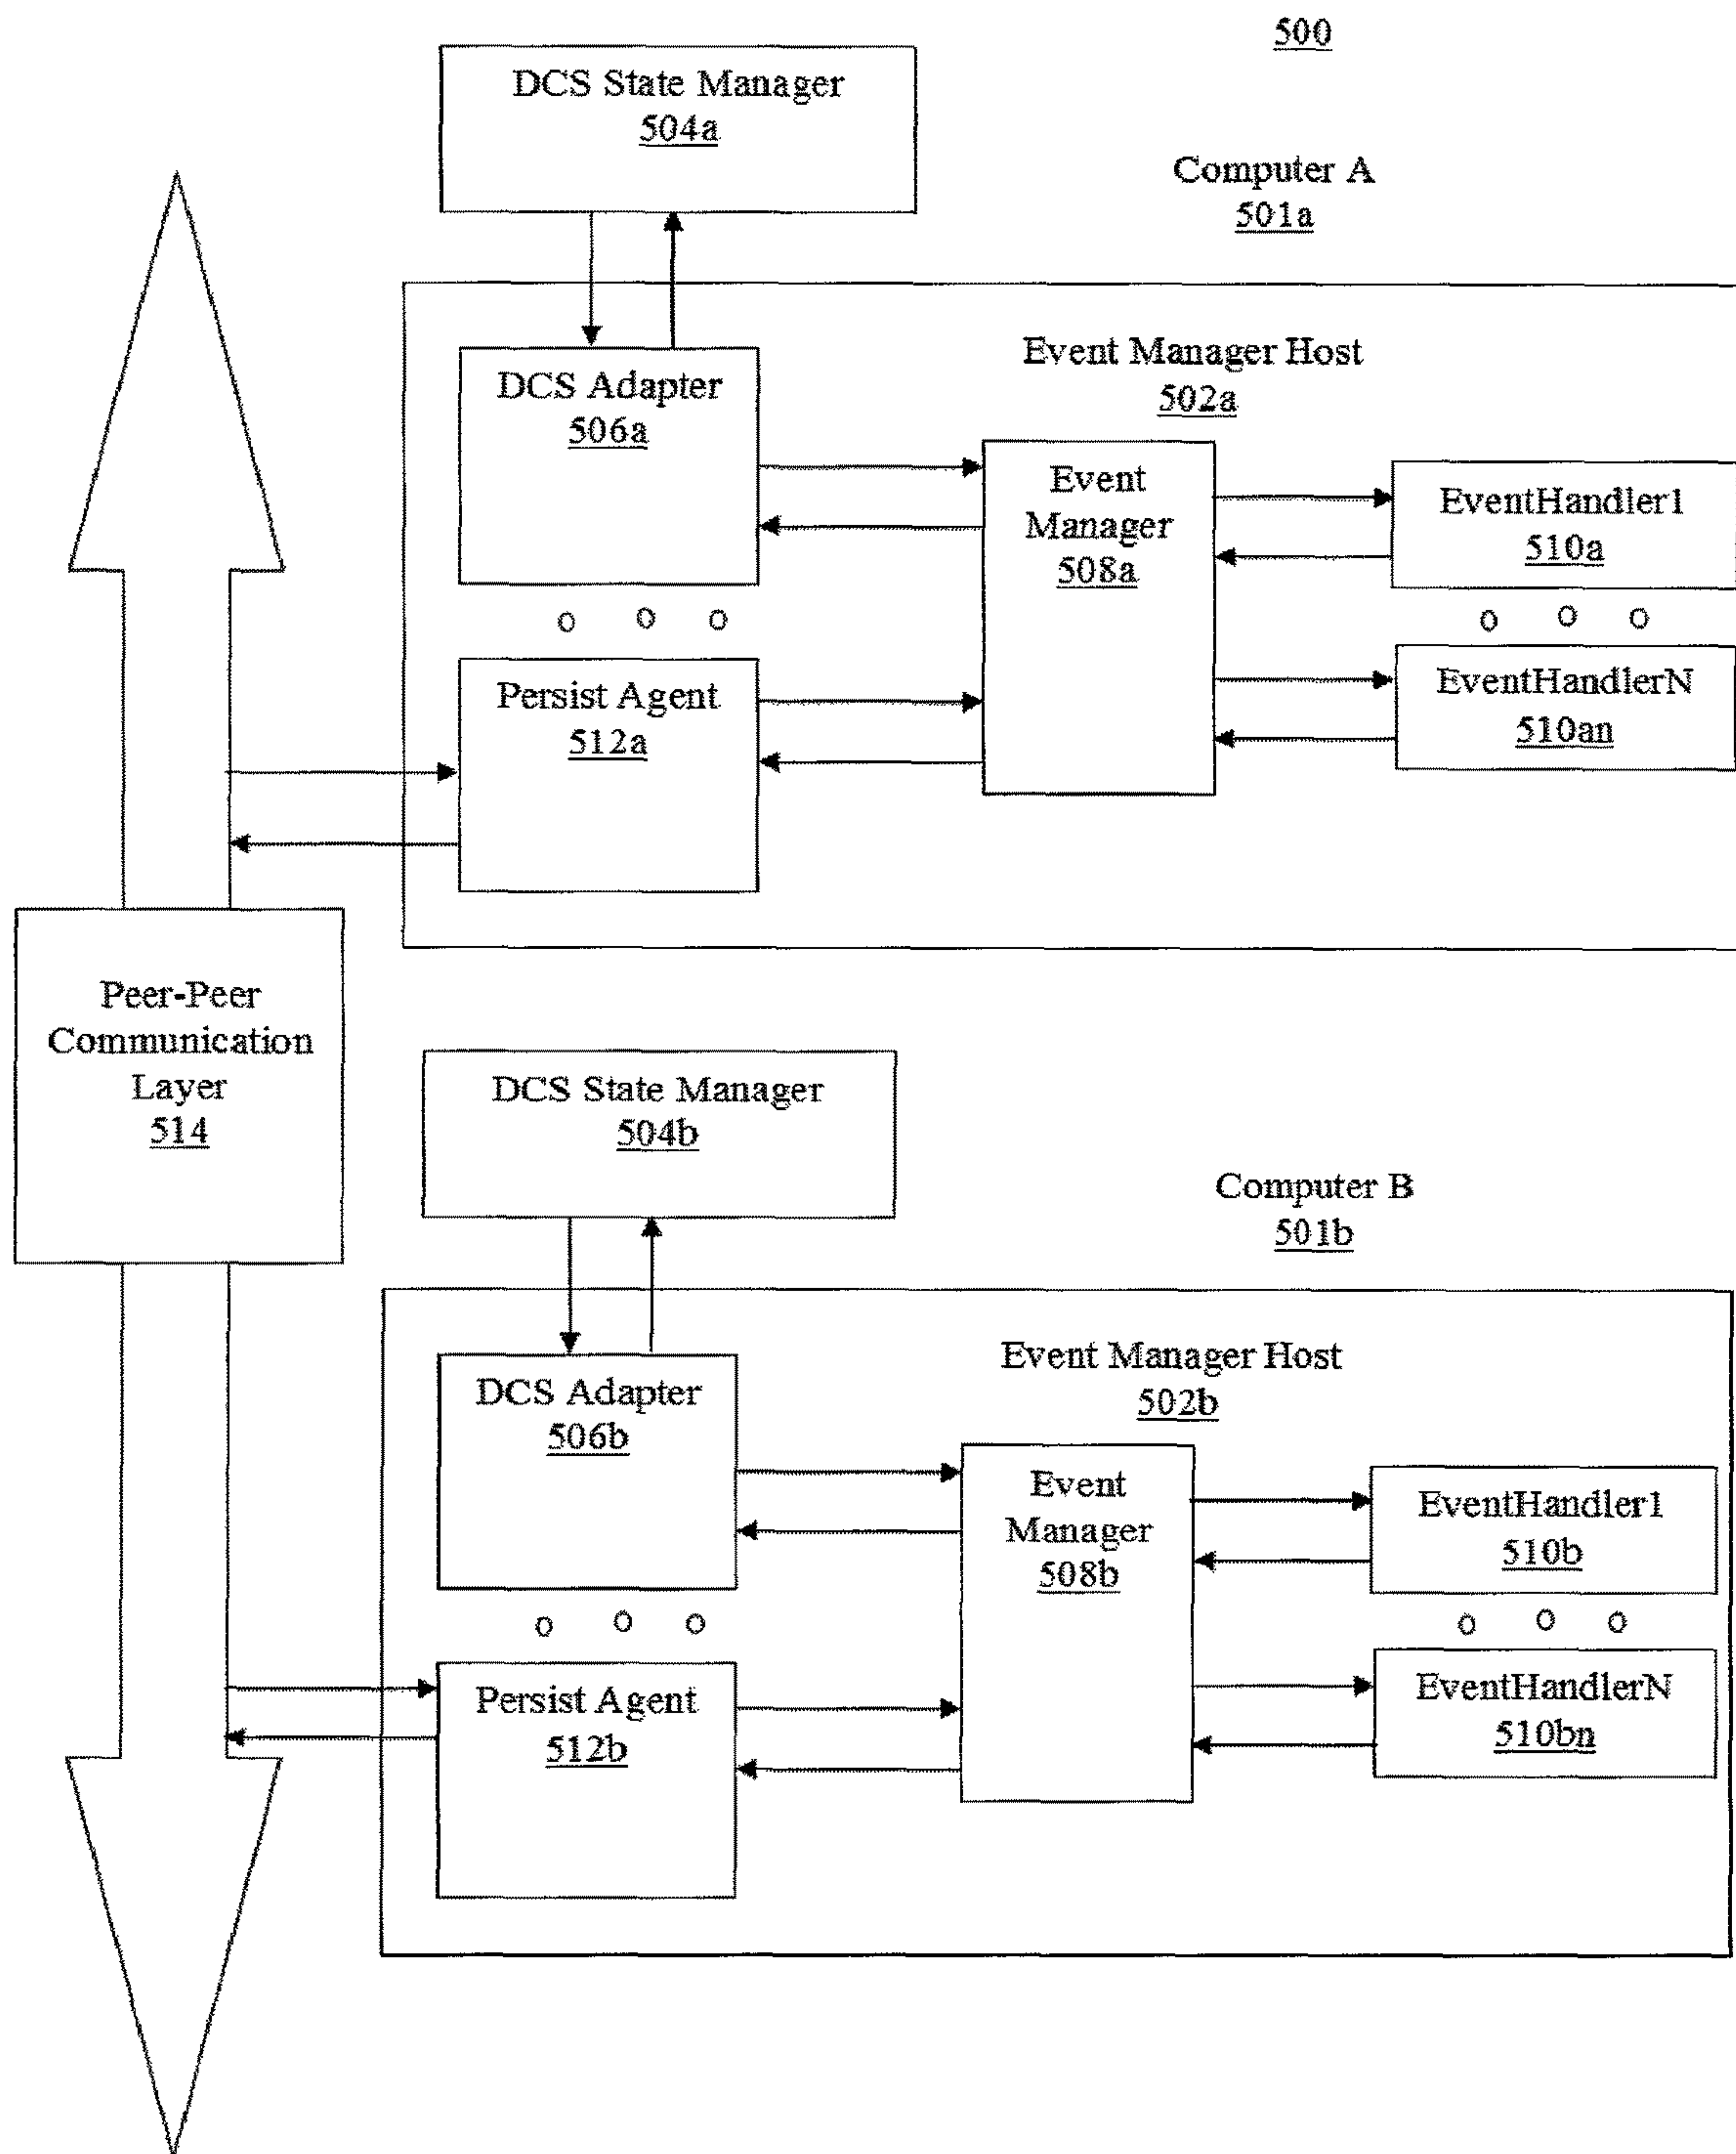 500
DCS State Manager
504a
Computer A
501a
Event Manager Host
502a
DCS Adapter
506a
Event
Manager
508a
EventHandler1
510a
o o o
o o o
Persist Agent
512a
EventHandlerN
510an
Peer-Peer
Communication
Layer
514
DCS State Manager
504b
Computer B
501b
Event Manager Host
502b
DCS Adapter
506b
Event
Manager
508b
EventHandler1
510b
o o o
o o o
Persist Agent
512b
EventHandlerN
510bn